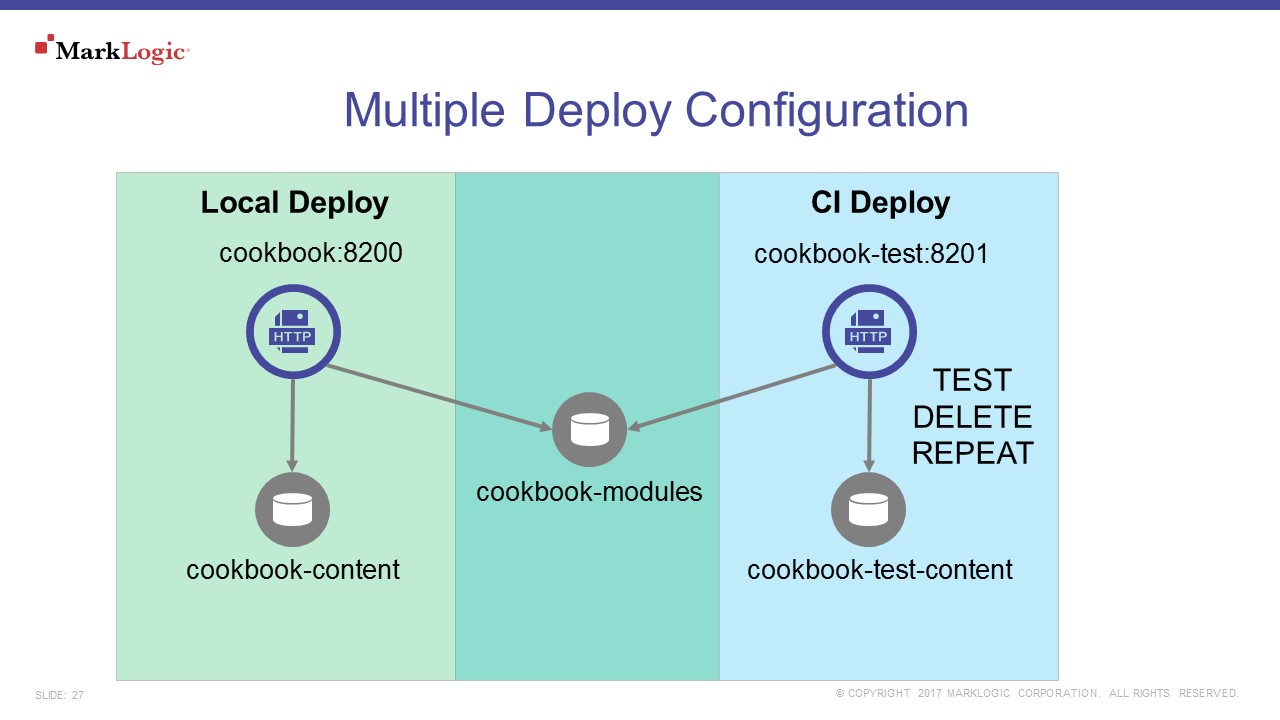 MarkLogic
Multiple Deploy Configuration
Local Deploy
cookbook:8200
HTTP
cookbook-content
cookbook-modules
CI Deploy
cookbook-test:8201
HTTP
TEST
DELETE
REPEAT
cookbook-test-content
SLIDE: 27
© COPYRIGHT 2017 MARKLOGIC CORPORATION. ALL RIGHTS RESERVED.